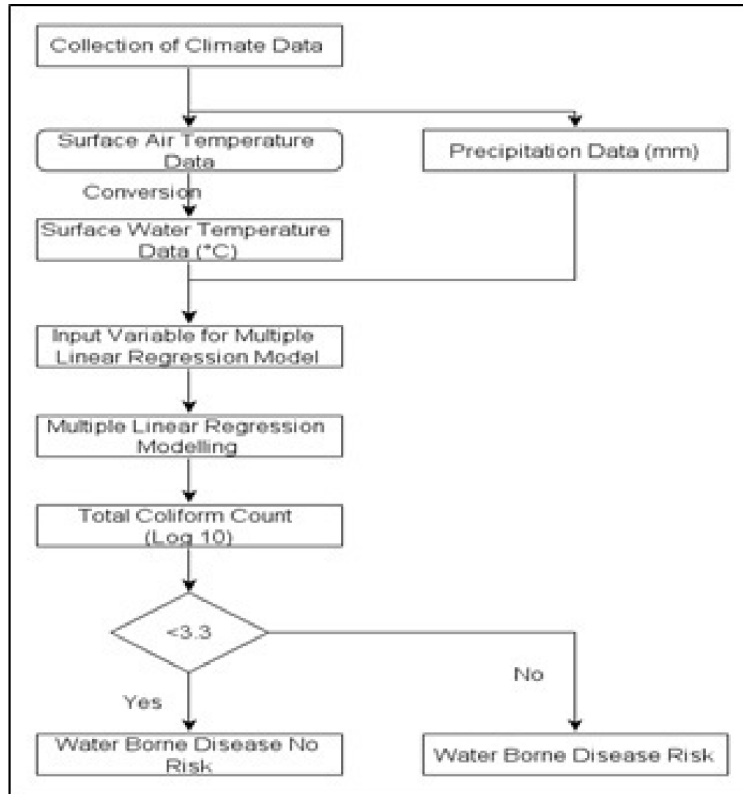 Collection of Climate Data
Surface Air Temperature
Data
Precipitation Data (mm)
Conversion
Surface Water Temperature
Data (*C)
Input Variable for Multiple
Linear Regression Model
Multiple Linear Regression
Modelling
Total Coliform Count
(Log 10)
<3.3
No
Yes
Water Borne Disease No
Risk
Water Borne Disease Risk